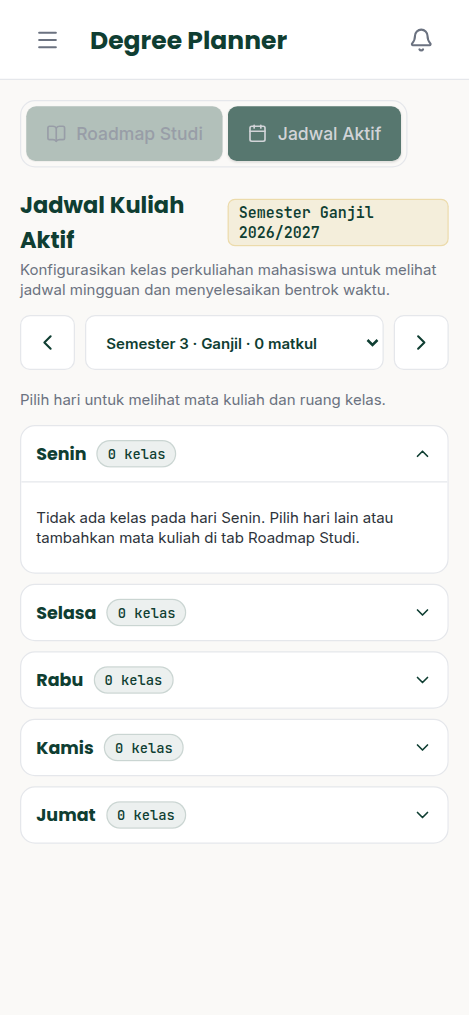 Degree Planner
Roadmap Studi
Jadwal Aktif
Jadwal Kuliah
Aktif
Semester Ganjil
2026/2027
Konfigurasikan kelas perkuliahan mahasiswa untuk melihat
jadwal mingguan dan menyelesaikan bentrok waktu.
Semester 3 · Ganjil · 0 matkul
Pilih hari untuk melihat mata kuliah dan ruang kelas.
Senin 0 kelas
Tidak ada kelas pada hari Senin. Pilih hari lain atau
tambahkan mata kuliah di tab Roadmap Studi.
Selasa 0 kelas
Rabu 0 kelas
Kamis 0 kelas
Jumat 0 kelas